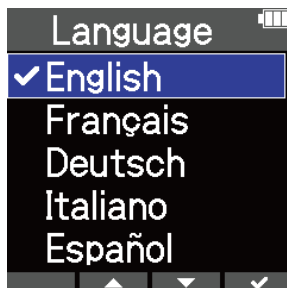 Language
English
Français
Deutsch
Italiano
Español